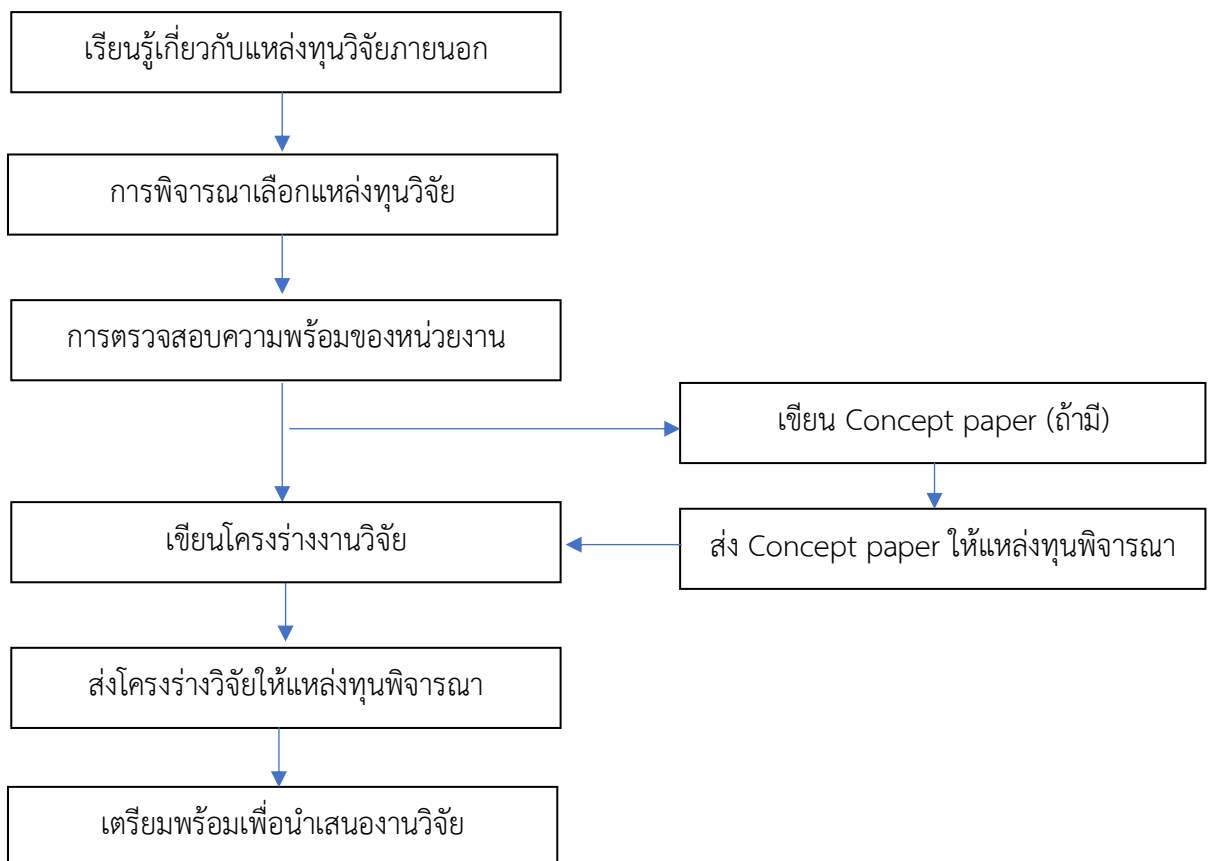 เรียนรู้เกี่ยวกับแหล่งทุนวิจัยภายนอก
การพิจารณาเลือกแหล่งทุนวิจัย
การตรวจสอบความพร้อมของหน่วยงาน
เขียน Concept paper (ถ้ามี)
ส่ง Concept paper ให้แหล่งทุนพิจารณา
เขียนโครงร่างงานวิจัย
ส่งโครงร่างวิจัยให้แหล่งทุนพิจารณา
เตรียมพร้อมเพื่อนำเสนองานวิจัย